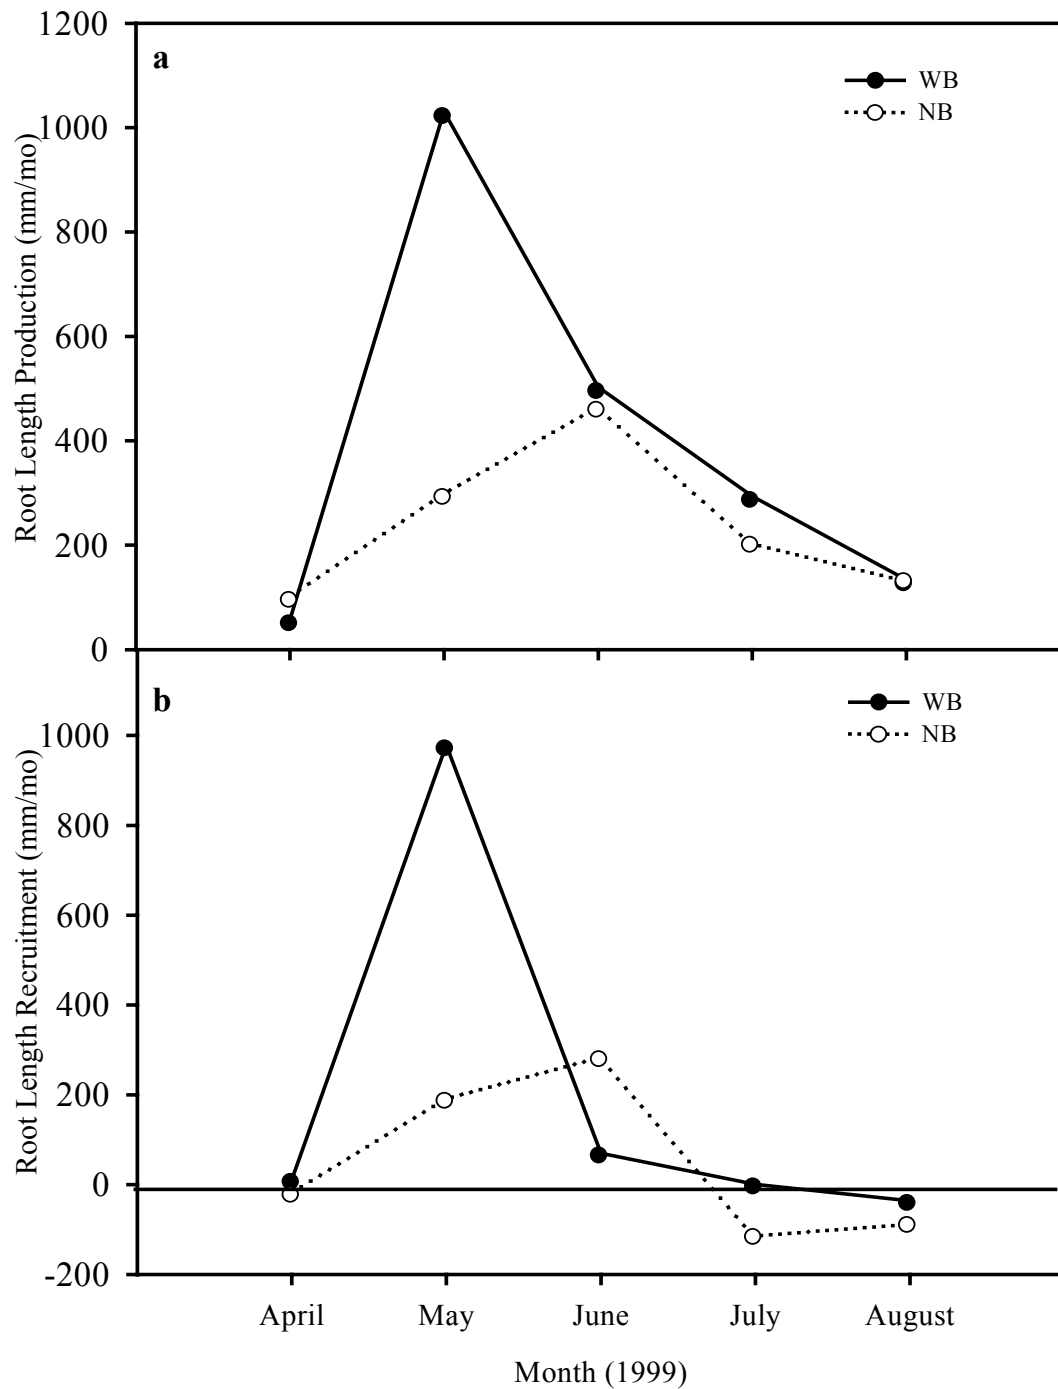 1200
a
WB
NB
1000
800
600
400
200
0
Root Length Production (mm/mo)
b
WB
NB
1000
800
600
400
200
0
-200
Root Length Recruitment (mm/mo)
April May June July August
Month (1999)